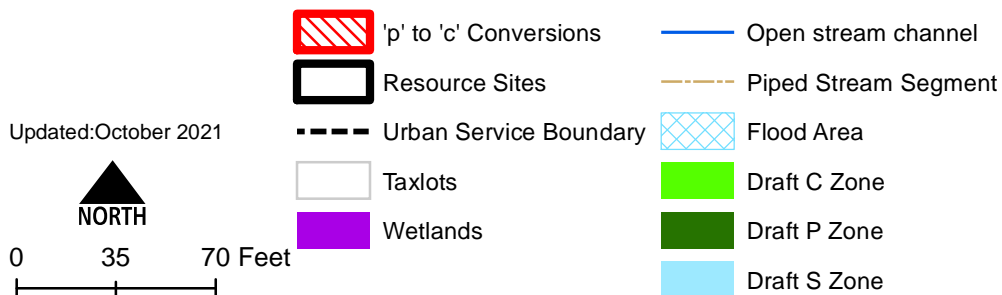 Updated:October 2021
NORTH
0 35 70 Feet
'p' to 'c' Conversions
Resource Sites
Urban Service Boundary
Taxlots
Wetlands
Open stream channel
Piped Stream Segment
Flood Area
Draft C Zone
Draft P Zone
Draft S Zone